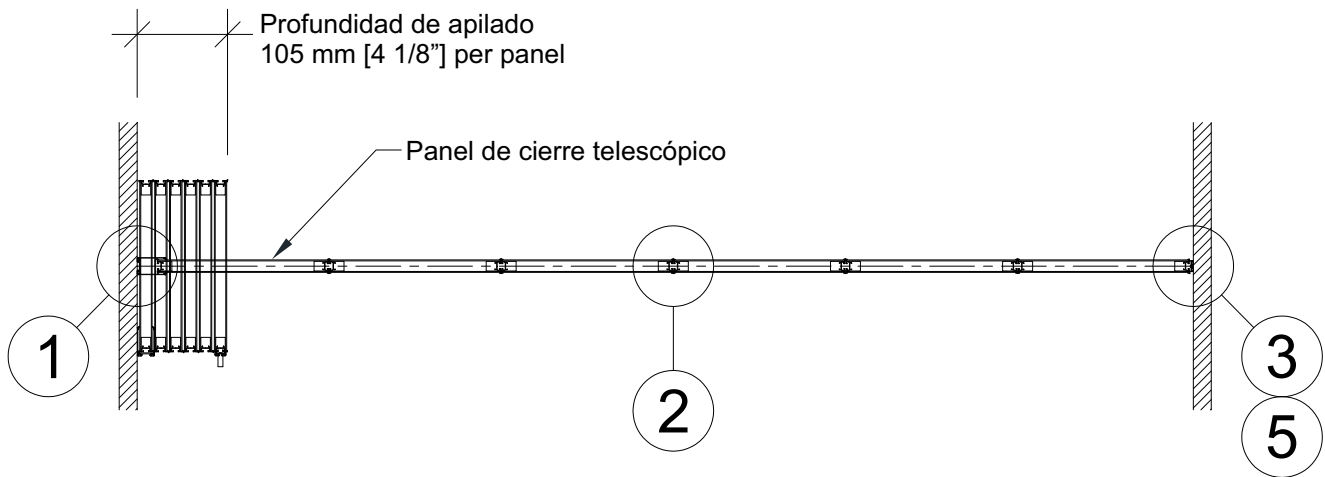 Profundidad de apilado
105 mm [4 1/8”] per panel
Panel de cierre telescópico
1
2
3
5